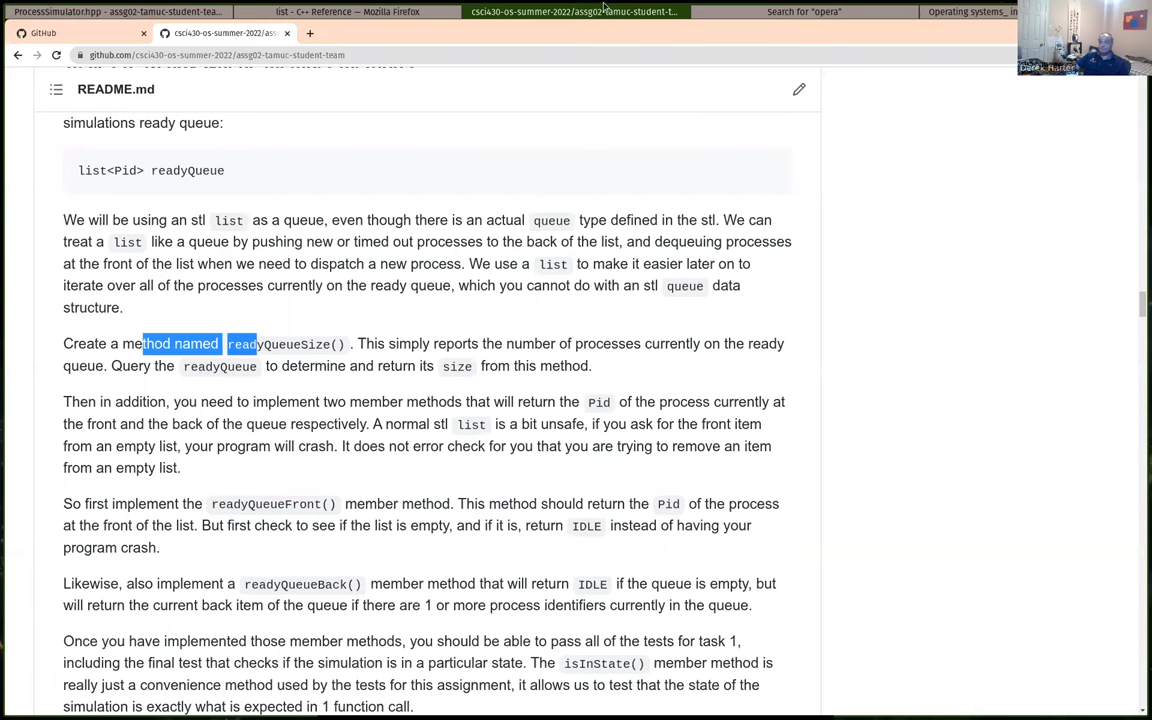 ProcessSimulator.hpp - assg02-tamuc-student-tea...
list - C++ Reference — Mozilla Firefox
csci430-os-summer-2022/assg02-tamuc-student-t...
Search for "opera"
Operating systems_ in
GitHub
csci430-os-summer-2022/ass
github.com/csci430-os-summer-2022/assg02-tamuc-student-team
Derek Harter
README.md
simulations ready queue:
list<Pid> readyQueue
We will be using an stl list as a queue, even though there is an actual queue type defined in the stl. We can
treat a list like a queue by pushing new or timed out processes to the back of the list, and dequeuing processes
at the front of the list when we need to dispatch a new process. We use a list to make it easier later on to
iterate over all of the processes currently on the ready queue, which you cannot do with an stl queue data
structure.
Create a method named readyQueueSize() . This simply reports the number of processes currently on the ready
queue. Query the readyQueue to determine and return its size from this method.
Then in addition, you need to implement two member methods that will return the Pid of the process currently at
the front and the back of the queue respectively. A normal stl list is a bit unsafe, if you ask for the front item
from an empty list, your program will crash. It does not error check for you that you are trying to remove an item
from an empty list.
So first implement the readyQueueFront() member method. This method should return the Pid of the process
at the front of the list. But first check to see if the list is empty, and if it is, return IDLE instead of having your
program crash.
Likewise, also implement a readyQueueBack() member method that will return IDLE if the queue is empty, but
will return the current back item of the queue if there are 1 or more process identifiers currently in the queue.
Once you have implemented those member methods, you should be able to pass all of the tests for task 1,
including the final test that checks if the simulation is in a particular state. The isInState() member method is
really just a convenience method used by the tests for this assignment, it allows us to test that the state of the
simulation is exactly what is expected in 1 function call.